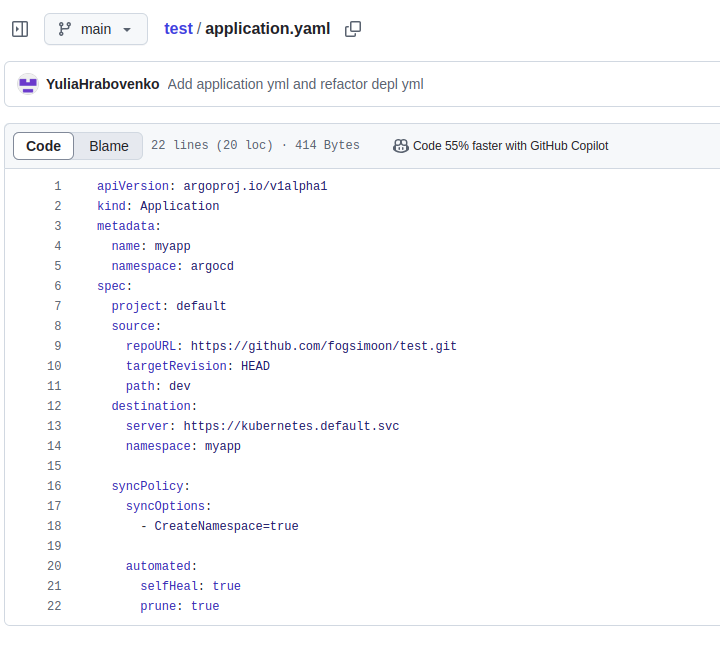 main
test / application.yaml
YuliaHrabovenko Add application yml and refactor depl yml
Code Blame 22 lines (20 loc) · 414 Bytes Code 55% faster with GitHub Copilot
1 apiVersion: argoproj.io/v1alpha1
2 kind: Application
3 metadata:
4   name: myapp
5   namespace: argocd
6 spec:
7   project: default
8   source:
9     repoURL: https://github.com/fogsimoon/test.git
10     targetRevision: HEAD
11     path: dev
12   destination:
13     server: https://kubernetes.default.svc
14     namespace: myapp
15
16   syncPolicy:
17     syncOptions:
18       - CreateNamespace=true
19
20     automated:
21       selfHeal: true
22       prune: true